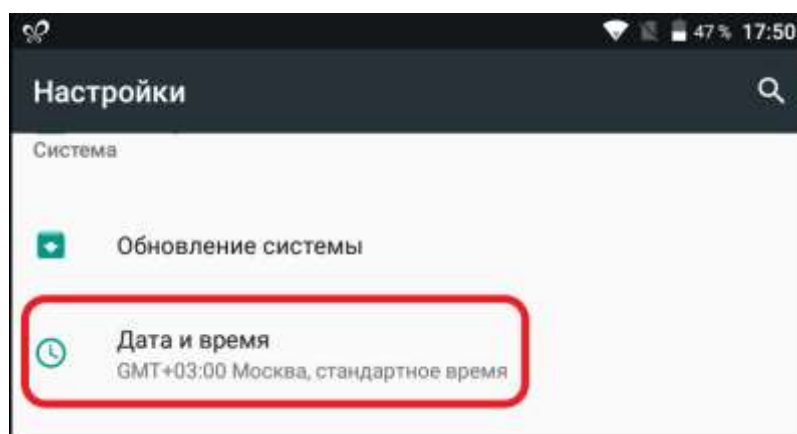 47% 17:50
Настройки
Система
Обновление системы
Дата и время
GMT+03:00 Москва, стандартное время